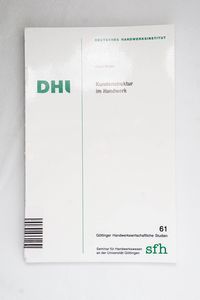 DEUTSCHES HANDWERKSINSTITUT
DHI
Kundenstruktur
im Handwerk
61
Göttinger Handwerkswirtschaftliche Studien
Seminar für Handwerkswesen
an der Universität Göttingen
sfh